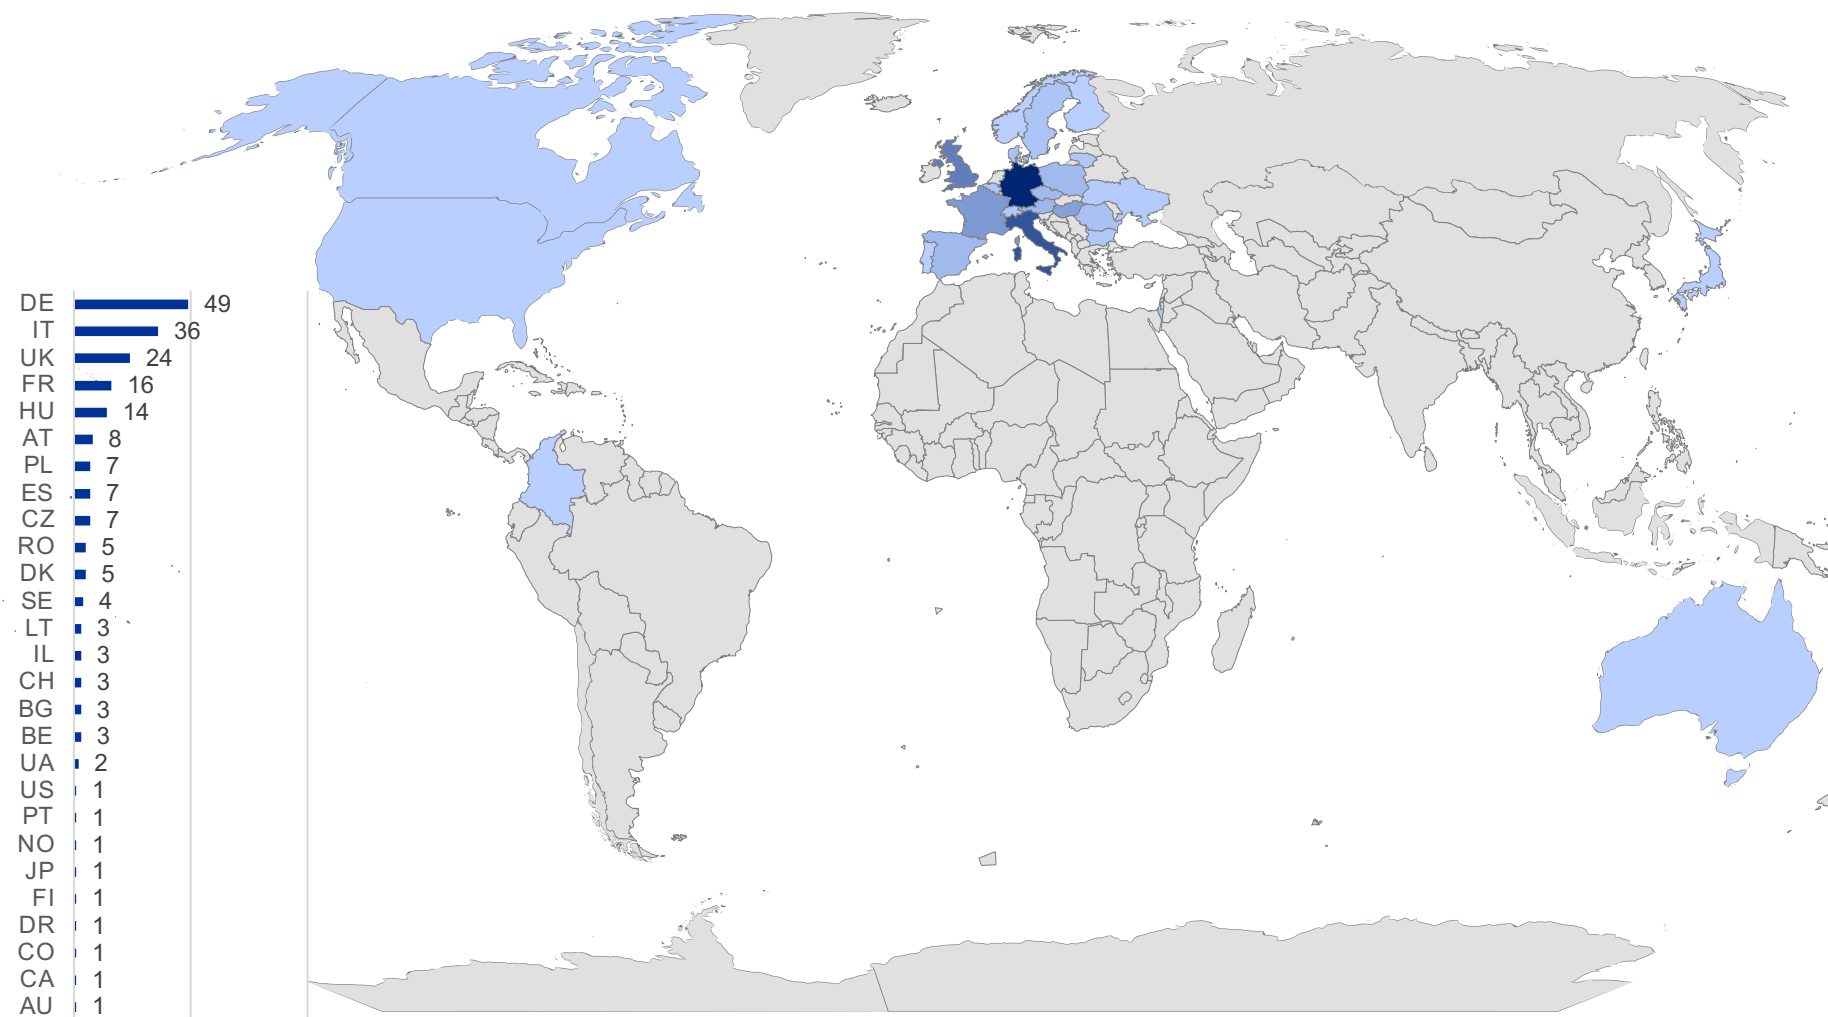 DE 49
IT 36
UK 24
FR 16
HU 14
AT 8
PL 7
ES 7
CZ 7
RO 5
DK 5
SE 4
LT 3
IL 3
CH 3
BG 3
BE 3
UA 2
US 1
PT 1
NO 1
JP 1
FI 1
DR 1
CO 1
CA 1
AU 1